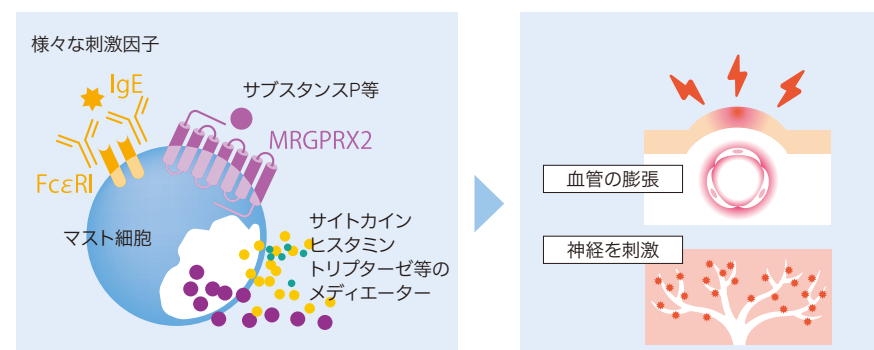 様々な刺激因子
IgE
サブスタンスP等
MRGPRX2
FcεRI
マスト細胞
サイトカイン
ヒスタミン
トリプターゼ等の
メディエーター
血管の膨張
神経を刺激